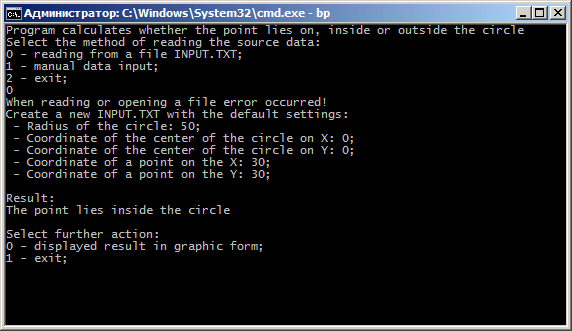 Администратор: C:\Windows\System32\cmd.exe - bp
Program calculates whether the point lies on, inside or outside the circle
Select the method of reading the source data:
0 - reading from a file INPUT.TXT;
1 - manual data input;
2 - exit;
0
When reading or opening a file error occurred!
Create a new INPUT.TXT with the default settings:
- Radius of the circle: 50;
- Coordinate of the center of the circle on X: 0;
- Coordinate of the center of the circle on Y: 0;
- Coordinate of a point on the X: 30;
- Coordinate of a point on the Y: 30;
Result:
The point lies inside the circle
Select further action:
0 - displayed result in graphic form;
1 - exit;